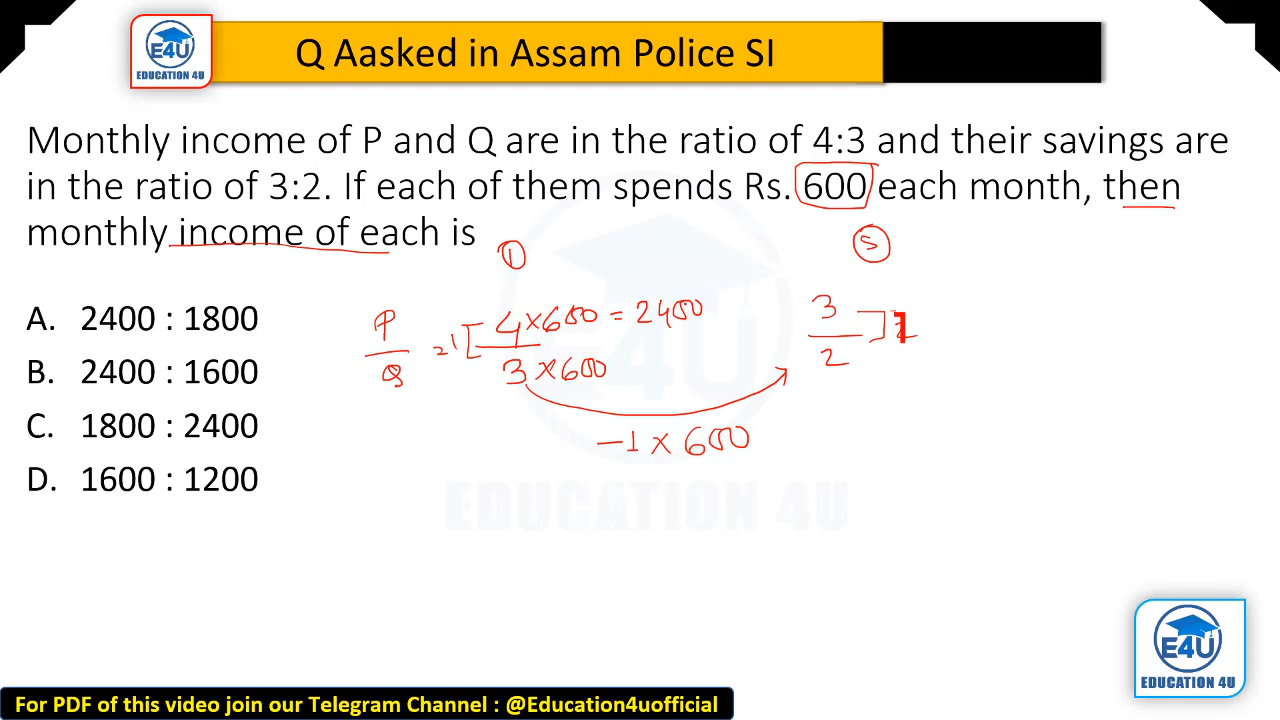 E4U
EDUCATION 4U
Q Aasked in Assam Police SI
Monthly income of P and Q are in the ratio of 4:3 and their savings are
in the ratio of 3:2. If each of them spends Rs. 600 each month, then
monthly income of each is
I
S
A. 2400 : 1800
B. 2400 : 1600
C. 1800 : 2400
D. 1600 : 1200
P
Q
4×600 = 2400
3×600
3
2
-1 × 600
EDUCATION 4U
E4U
EDUCATION 4U
For PDF of this video join our Telegram Channel : @Education4uofficial